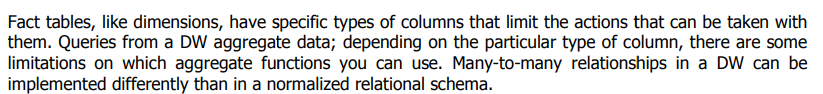 Fact tables, like dimensions, have specific types of columns that limit the actions that can be taken with
them. Queries from a DW aggregate data; depending on the particular type of column, there are some
limitations on which aggregate functions you can use. Many-to-many relationships in a DW can be
implemented differently than in a normalized relational schema.